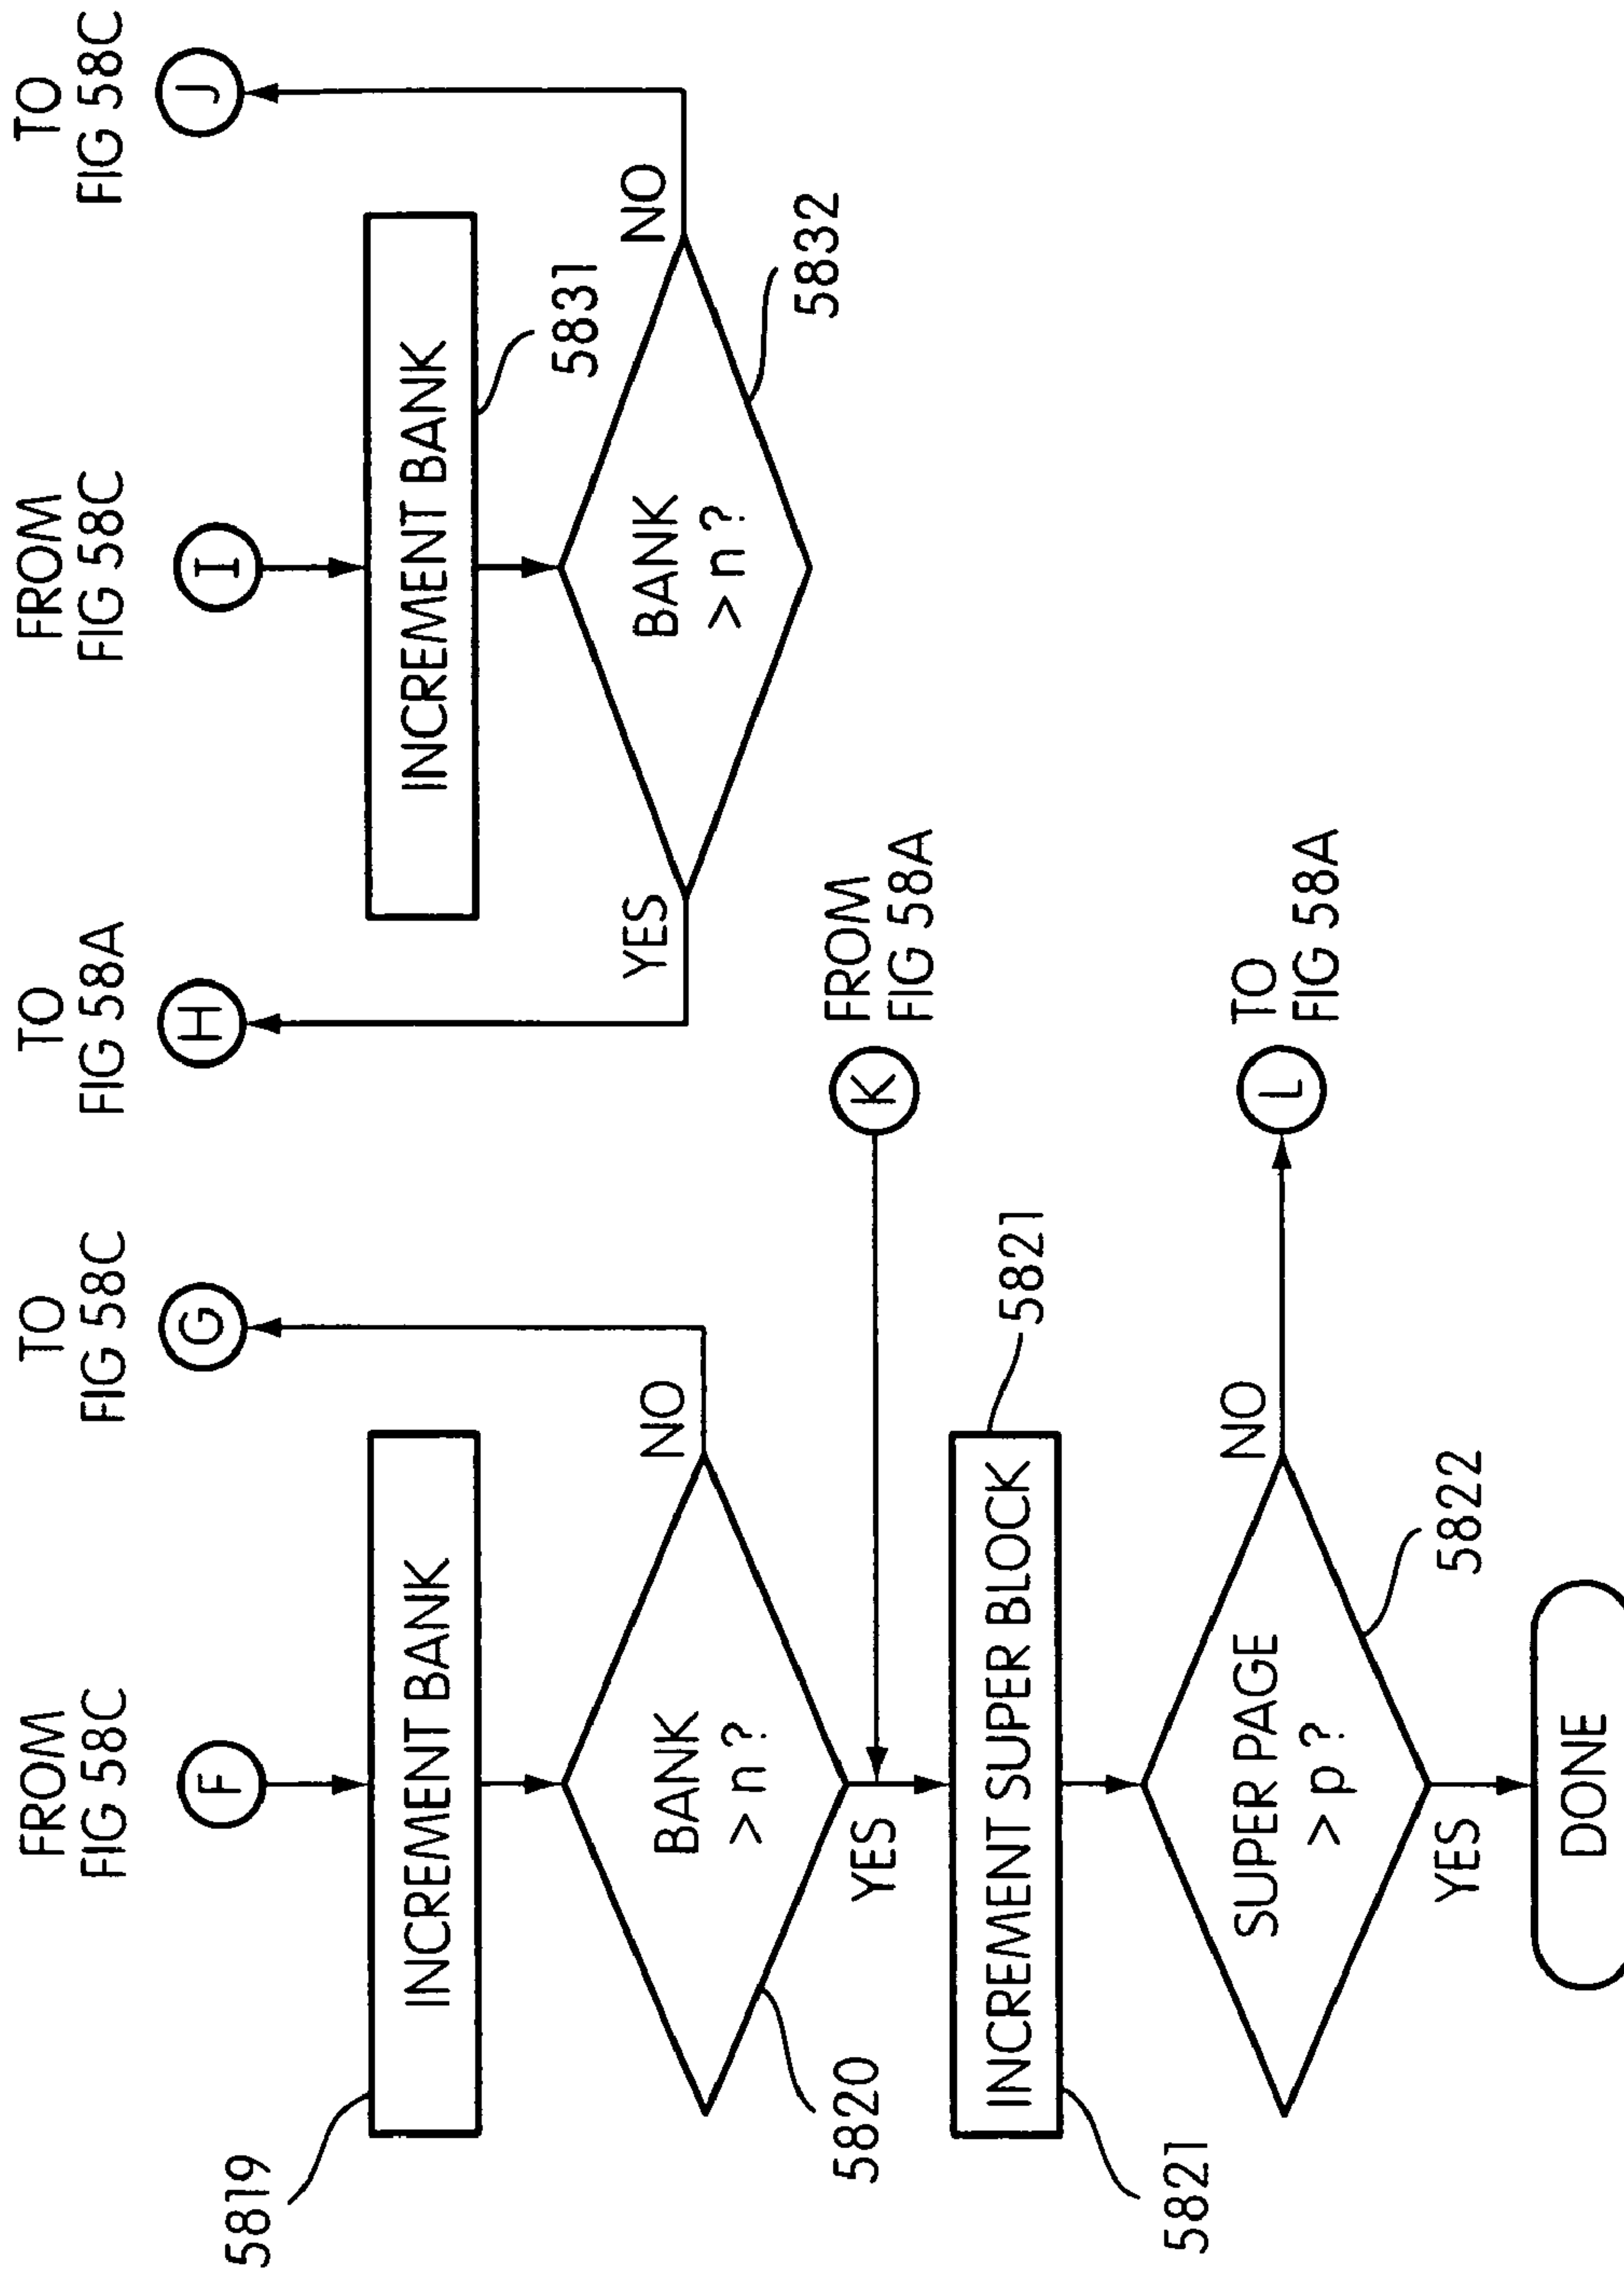 FROM
FIG 58C
TO
FIG 58C
TO
FIG 58A
FROM
FIG 58C
TO
FIG 58C
F
G
H
I
J
5819
INCREMENT BANK
INCREMENT BANK
5831
BANK
> n ?
NO
5820
YES
BANK
> n ?
YES
NO
5832
K
FROM
FIG 58A
INCREMENT SUPER BLOCK
5821
5821
SUPER PAGE
> p ?
NO
L
TO
FIG 58A
5822
YES
DONE